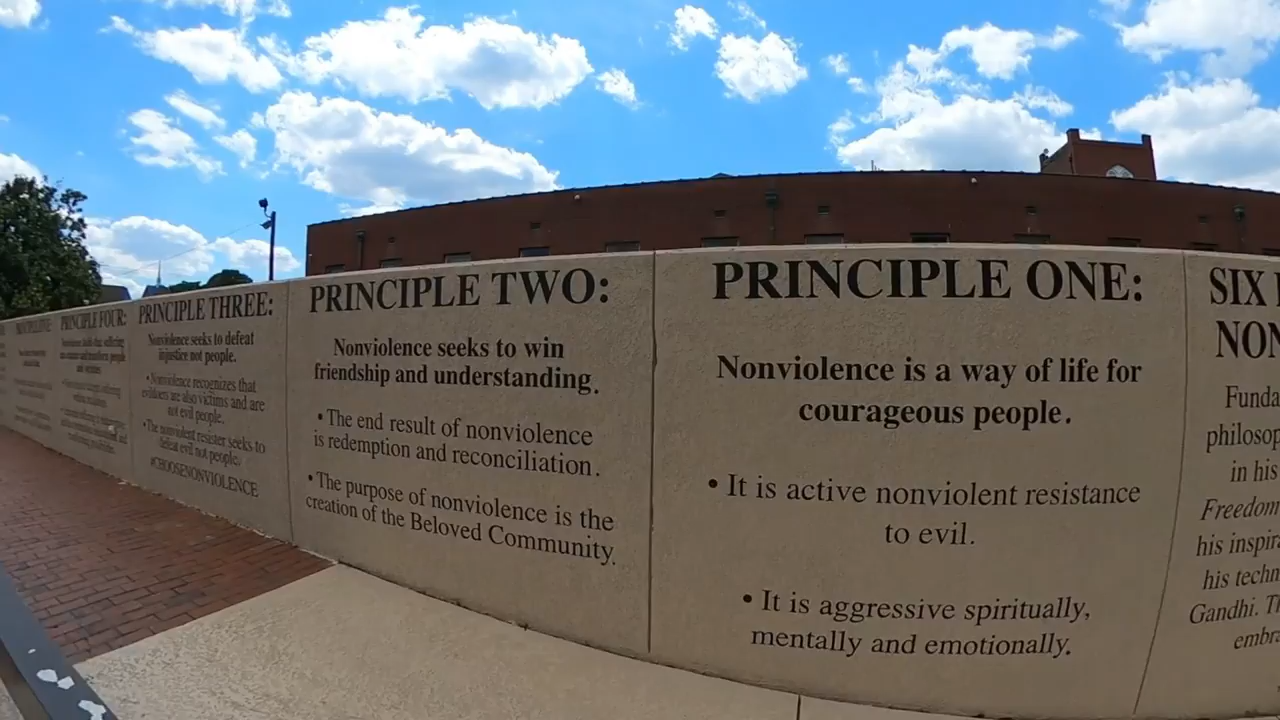 PRINCIPLE FOUR:
PRINCIPLE THREE:
Nonviolence seeks to defeat
injustice not people.
• Nonviolence recognizes that
evildoers are also victims and are
not evil people.
• The nonviolent resister seeks to
defeat evil not people.
#CHOOSENONVIOLENCE
PRINCIPLE TWO:
Nonviolence seeks to win
friendship and understanding.
• The end result of nonviolence
is redemption and reconciliation.
• The purpose of nonviolence is the
creation of the Beloved Community.
PRINCIPLE ONE:
Nonviolence is a way of life for
courageous people.
• It is active nonviolent resistance
to evil.
• It is aggressive spiritually,
mentally and emotionally.
SIX
NON
Funda
philosop
in his
Freedom
his inspira
his techn
Gandhi. T
embra